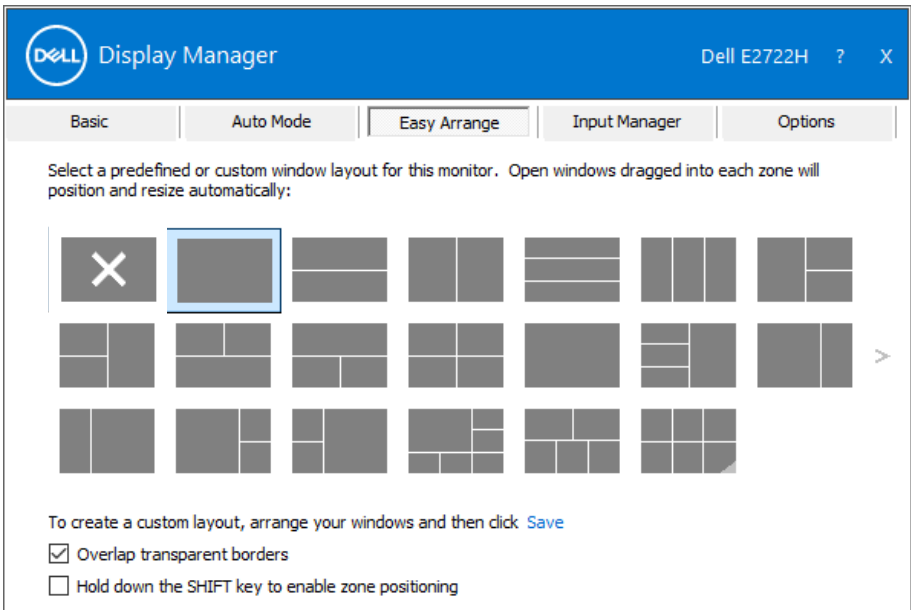 DELL Display Manager Dell E2722H ? X
Basic Auto Mode Easy Arrange Input Manager Options
Select a predefined or custom window layout for this monitor. Open windows dragged into each zone will
position and resize automatically:
>
To create a custom layout, arrange your windows and then click Save
Overlap transparent borders
Hold down the SHIFT key to enable zone positioning